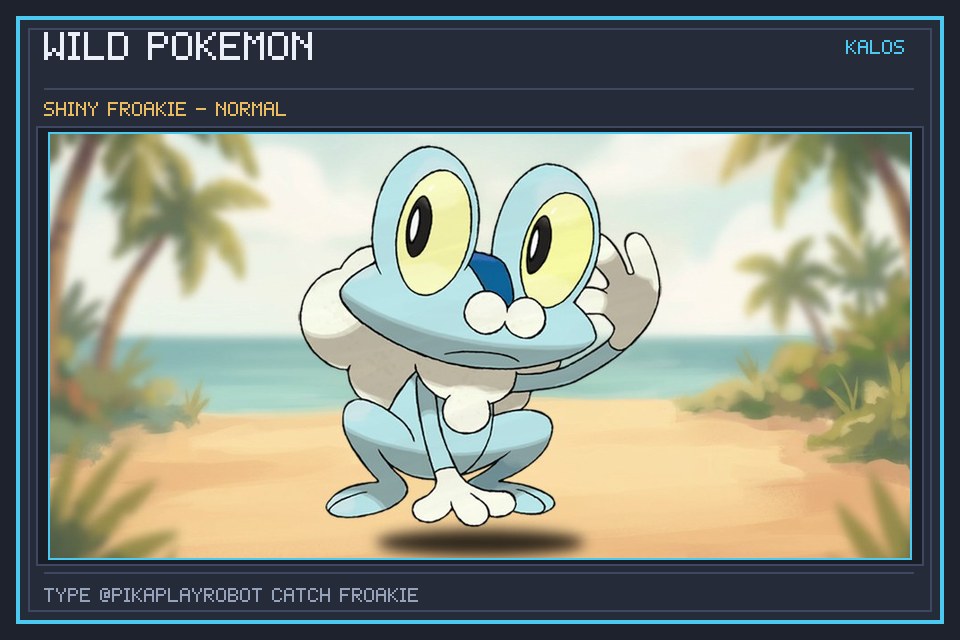 WILD POKEMON
KALOS
SHINY FROAKIE - NORMAL
TYPE @PIKAPLAYROBOT CATCH FROAKIE